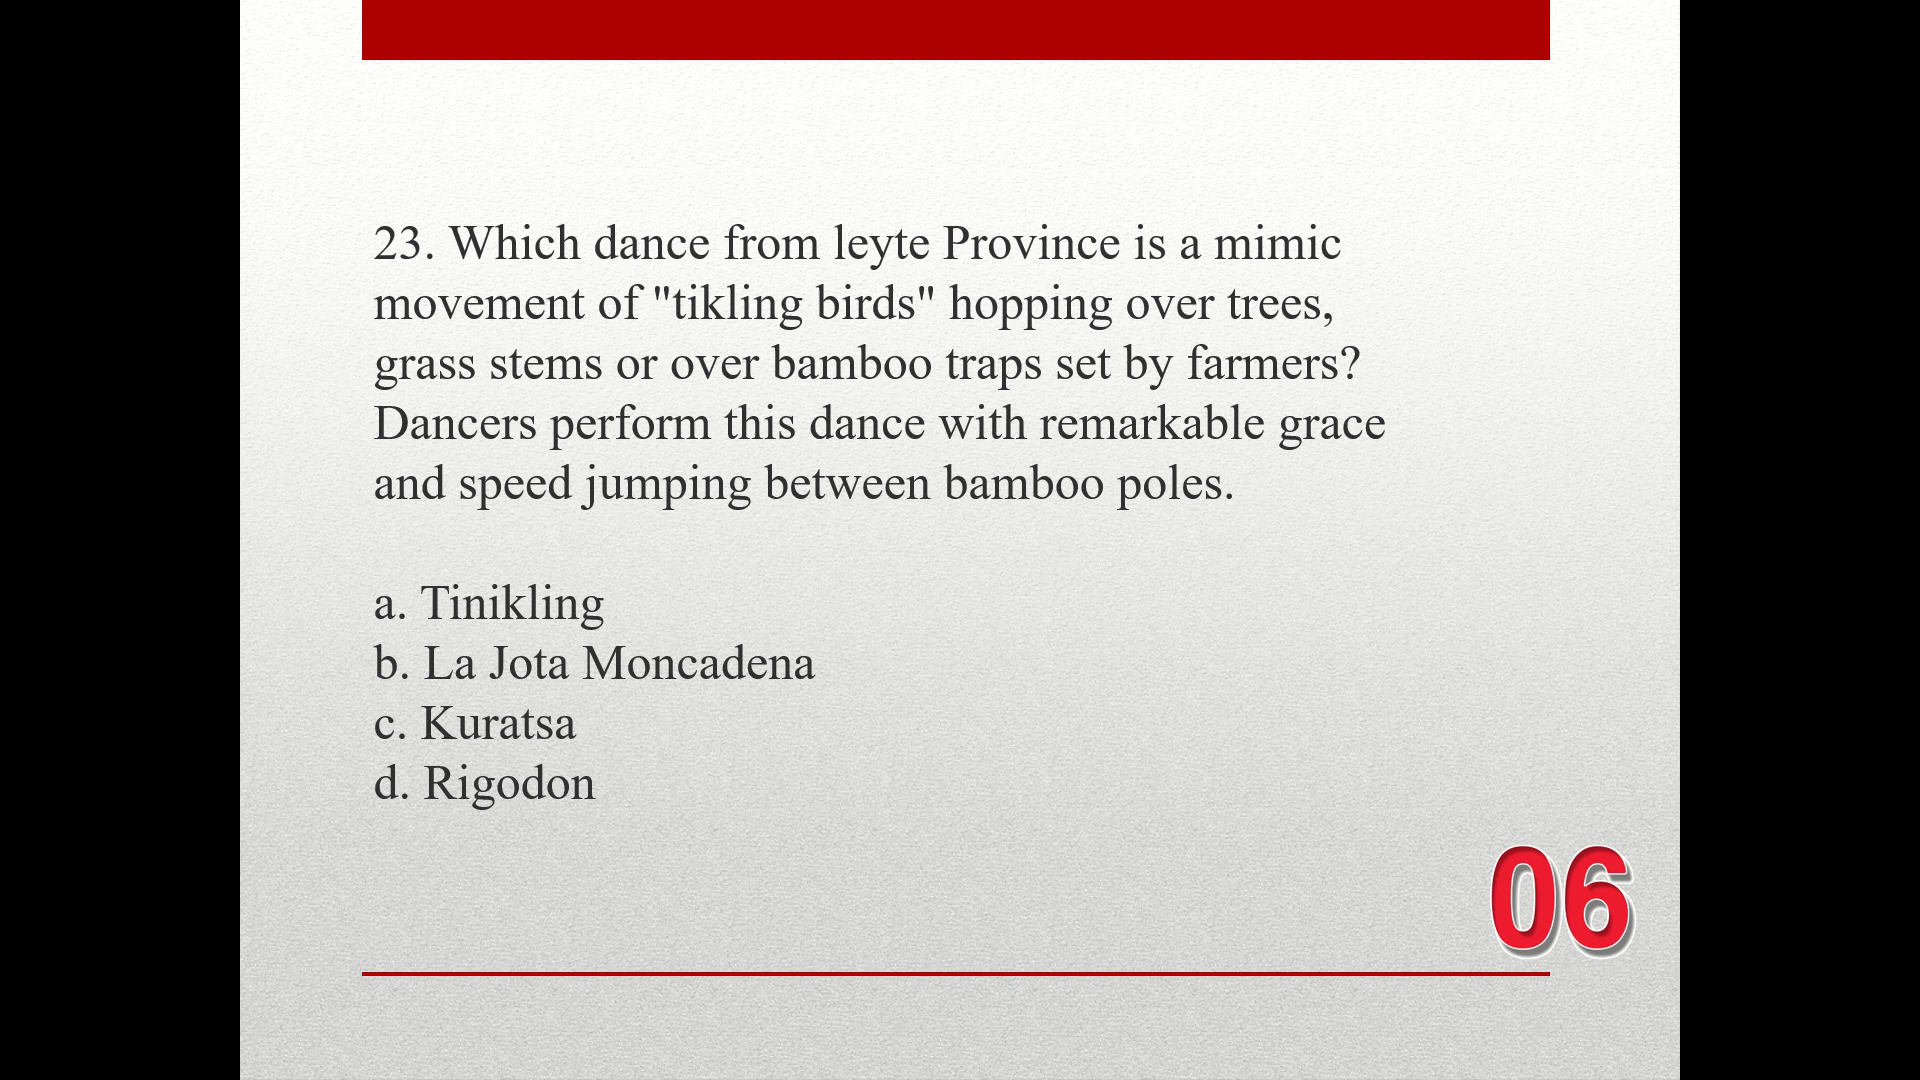 23. Which dance from leyte Province is a mimic
movement of "tikling birds" hopping over trees,
grass stems or over bamboo traps set by farmers?
Dancers perform this dance with remarkable grace
and speed jumping between bamboo poles.
a. Tinikling
b. La Jota Moncadena
c. Kuratsa
d. Rigodon
06